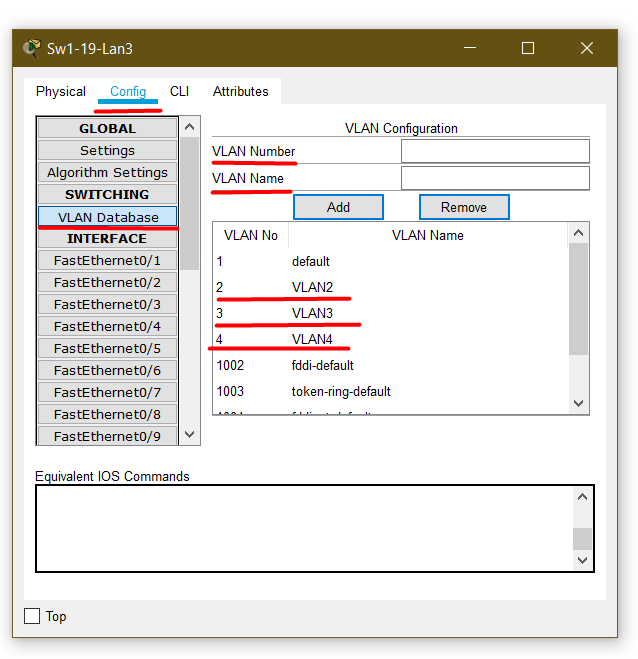 Sw1-19-Lan3
Physical Config CLI Attributes
GLOBAL
Settings
Algorithm Settings
SWITCHING
VLAN Database
INTERFACE
FastEthernet0/1
FastEthernet0/2
FastEthernet0/3
FastEthernet0/4
FastEthernet0/5
FastEthernet0/6
FastEthernet0/7
FastEthernet0/8
FastEthernet0/9
VLAN Configuration
VLAN Number
VLAN Name
Add Remove
VLAN No VLAN Name
1 default
2 VLAN2
3 VLAN3
4 VLAN4
1002 fddi-default
1003 token-ring-default
Equivalent IOS Commands
Top